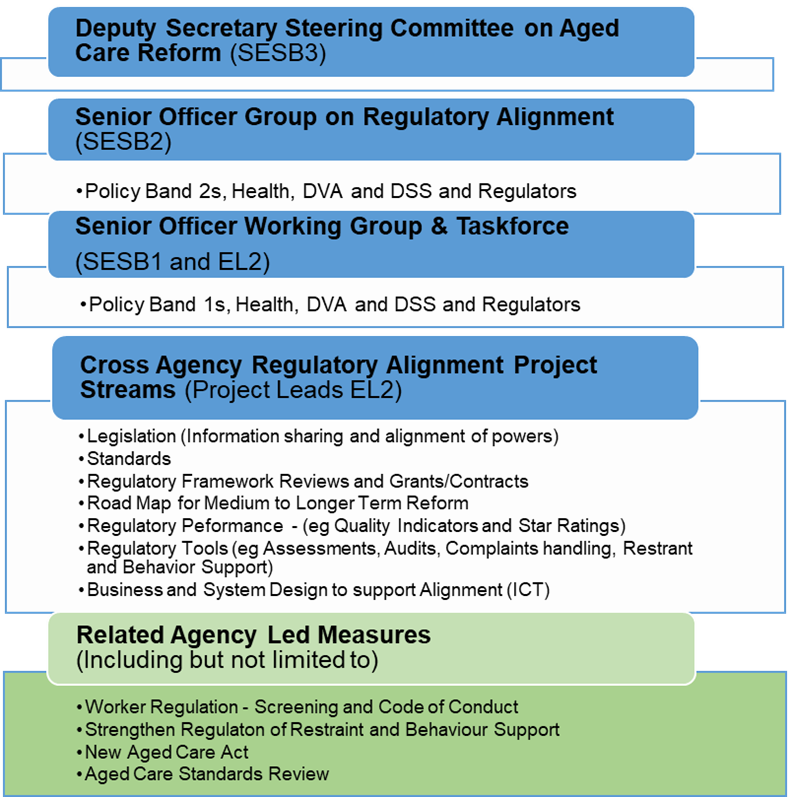 Deputy Secretary Steering Committee on Aged
Care Reform (SESB3)
Senior Officer Group on Regulatory Alignment
(SESB2)
•Policy Band 2s, Health, DVA and DSS and Regulators
Senior Officer Working Group & Taskforce
(SESB1 and EL2)
•Policy Band 1s, Health, DVA and DSS and Regulators
Cross Agency Regulatory Alignment Project
Streams (Project Leads EL2)
•Legislation (Information sharing and alignment of powers)
•Standards
•Regulatory Framework Reviews and Grants/Contracts
•Road Map for Medium to Longer Term Reform
•Regulatory Peformance - (eg Quality Indicators and Star Ratings)
•Regulatory Tools (eg Assessments, Audits, Complaints handling, Restrant
and Behavior Support)
•Business and System Design to support Alignment (ICT)
Related Agency Led Measures
(Including but not limited to)
•Worker Regulation - Screening and Code of Conduct
•Strengthen Regulaton of Restraint and Behaviour Support
•New Aged Care Act
•Aged Care Standards Review